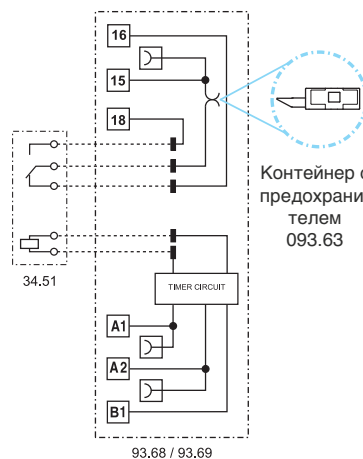 16
15
18
Контейнер с
предохрани
телем
093.63
34.51
TIMER CIRCUIT
A1
A2
B1
93.68 / 93.69